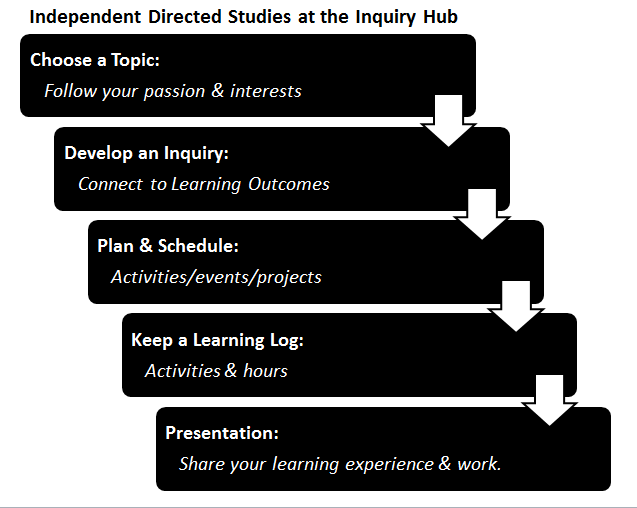 Independent Directed Studies at the Inquiry Hub
Choose a Topic:
Follow your passion & interests
Develop an Inquiry:
Connect to Learning Outcomes
Plan & Schedule:
Activities/events/projects
Keep a Learning Log:
Activities & hours
Presentation:
Share your learning experience & work.